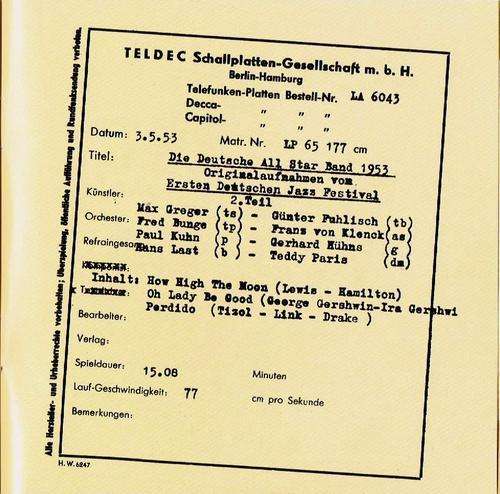 TELDEC Schallplatten-Gesellschaft m. b. H.
Berlin-Hamburg
Telefunken-Platten Bestell-Nr. LA 6043
Decca- " " "
Capitol- " " "
Datum: 3.5.53 Matr. Nr. LP 65 177 cm
Titel: Die Deutsche All Star Band 1953
Originalaufnahmen vom
Ersten Deutschen Jazz Festival
Künstler: 2.Teil
Max Greger (ts) - Günter Fuhlisch (tb)
Orchester: Fred Bunge (tp) - Franz von Klenck(as)
Paul Kuhn (p - Gerhard Hühns (g
Refraingesang: Hans Last (b) - Teddy Paris (dm)
Inhalt: How High The Moon (Lewis - Hamilton)
Oh Lady Be Good (George Gershwin-Ira Gershwi
Perdido (Tizol - Link - Drake )
Bearbeiter:
Verlag:
Spieldauer: 15.08 Minuten
Lauf-Geschwindigkeit: 77 cm pro Sekunde
Bemerkungen:
H. W. 6247
Alle Hersteller- und Urheberrechte vorbehalten; Überspielung, öffentliche Aufführung und Rundfunksendung verboten.